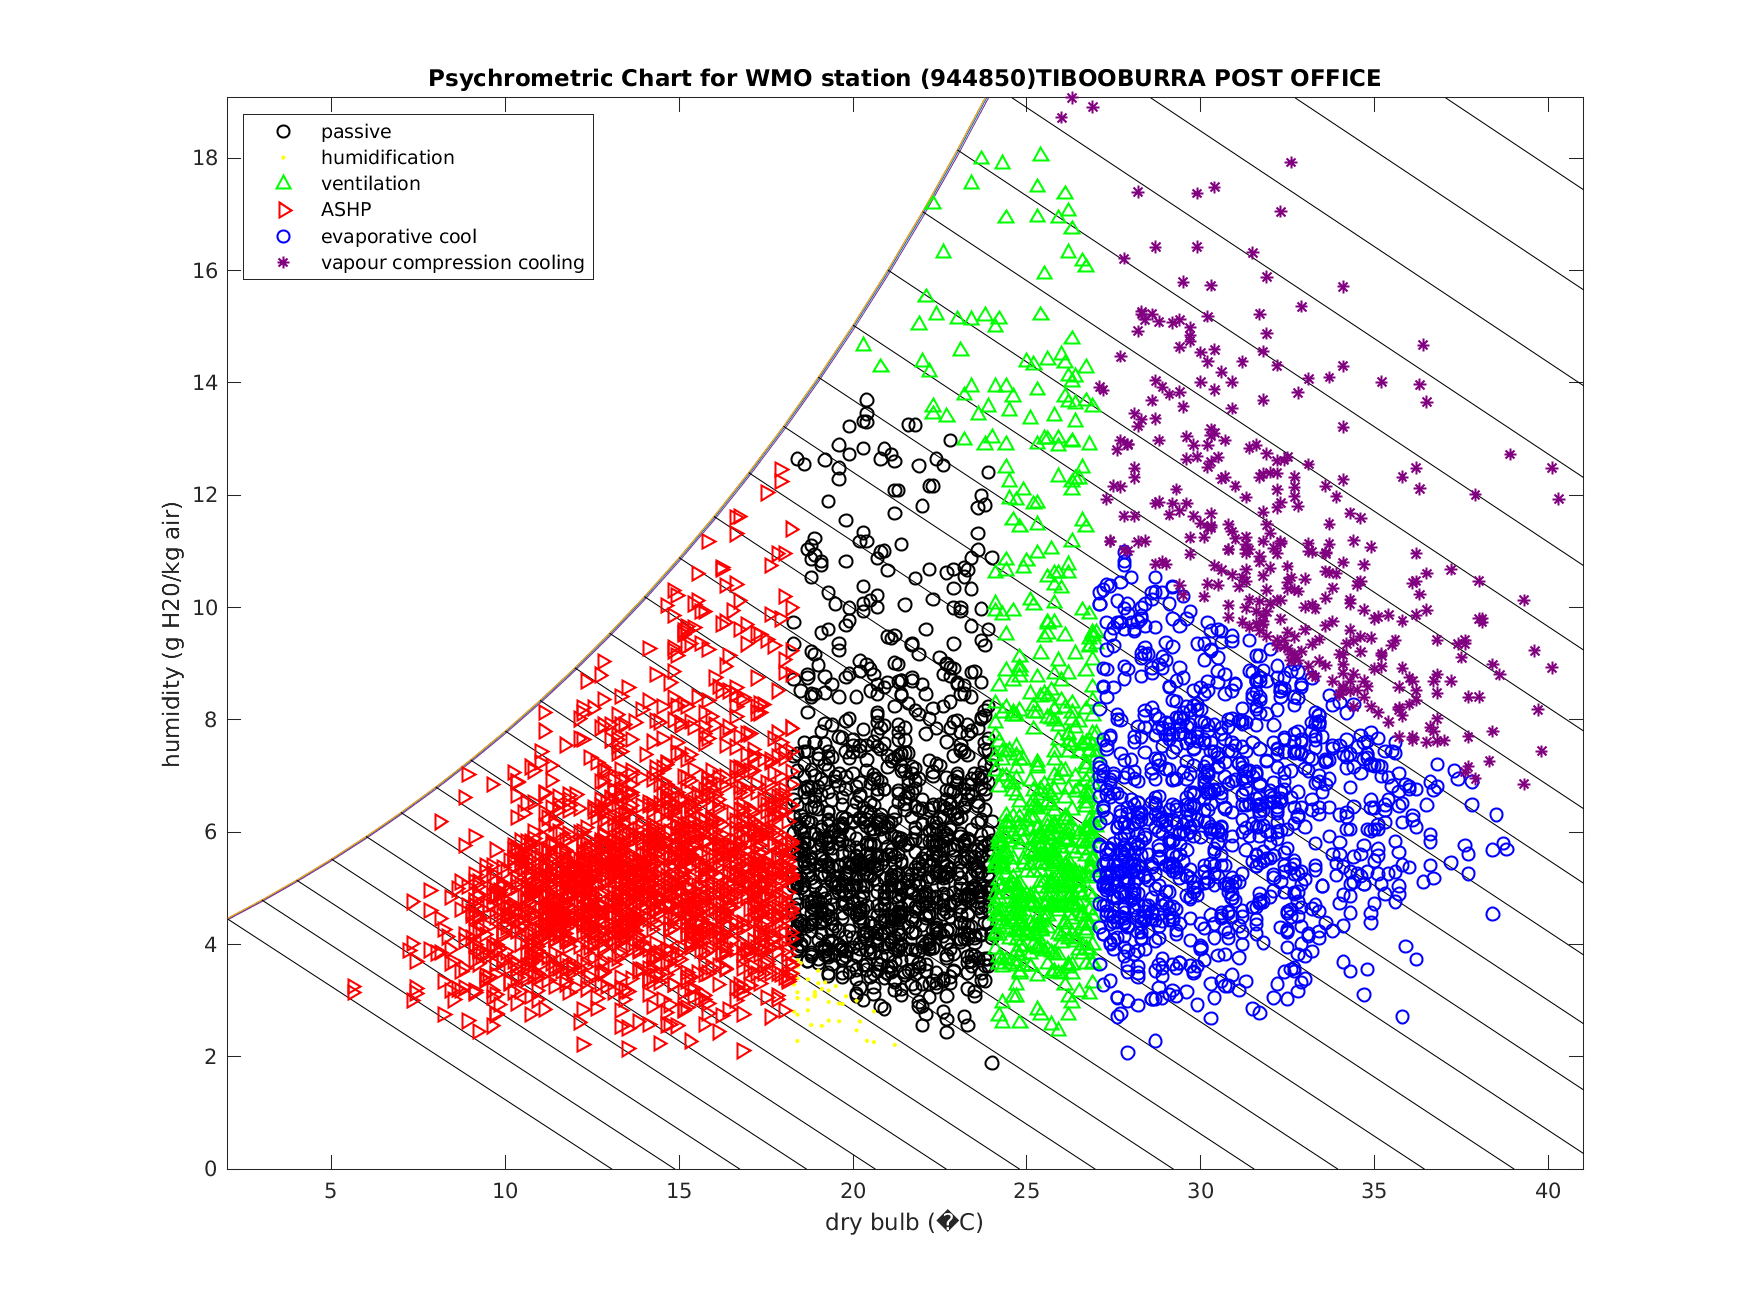 Psychrometric Chart for WMO station (944850)TIBOOBURRA POST OFFICE
passive
humidification
ventilation
ASHP
evaporative cool
vapour compression cooling
humidity (g H20/kg air)
18
16
14
12
10
8
6
4
2
0
5 10 15 20 25 30 35 40
dry bulb (�C)